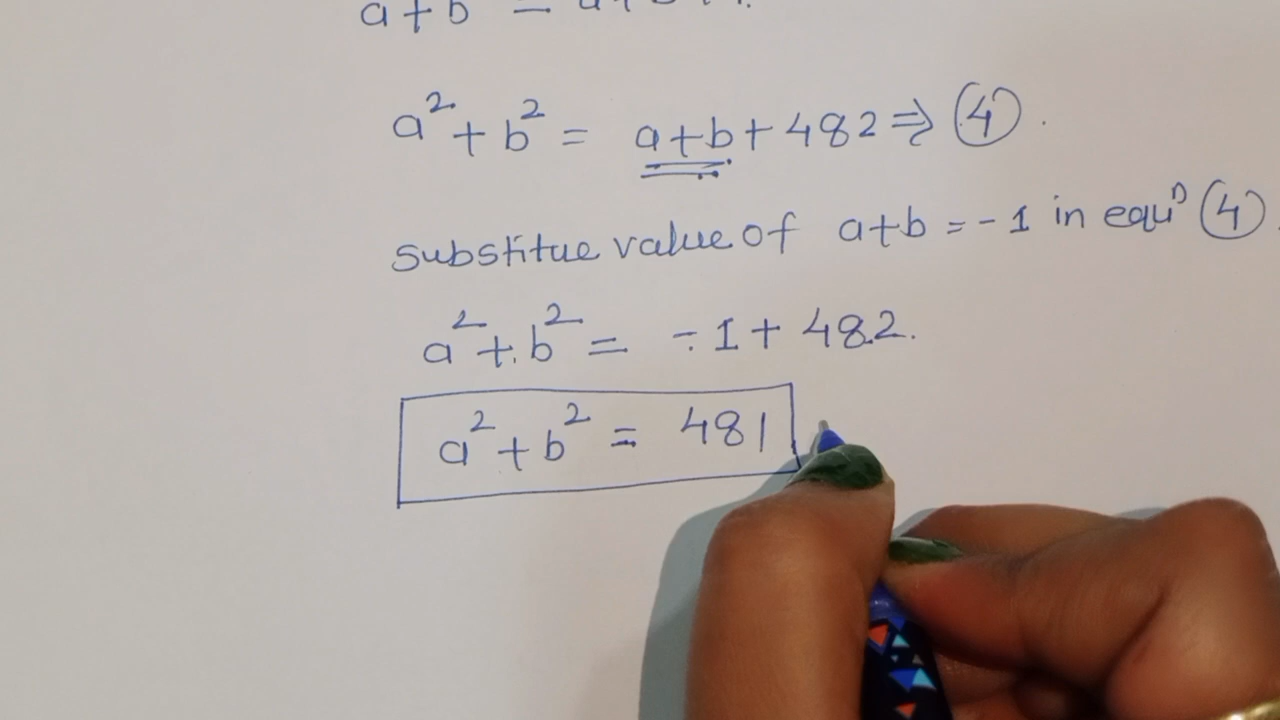 a+b =
a² + b² = a+b + 482 ⇒ (4).
substitue value of a+b = -1 in equⁿ (4).
a² + b² = -1 + 482.
a² + b² = 481